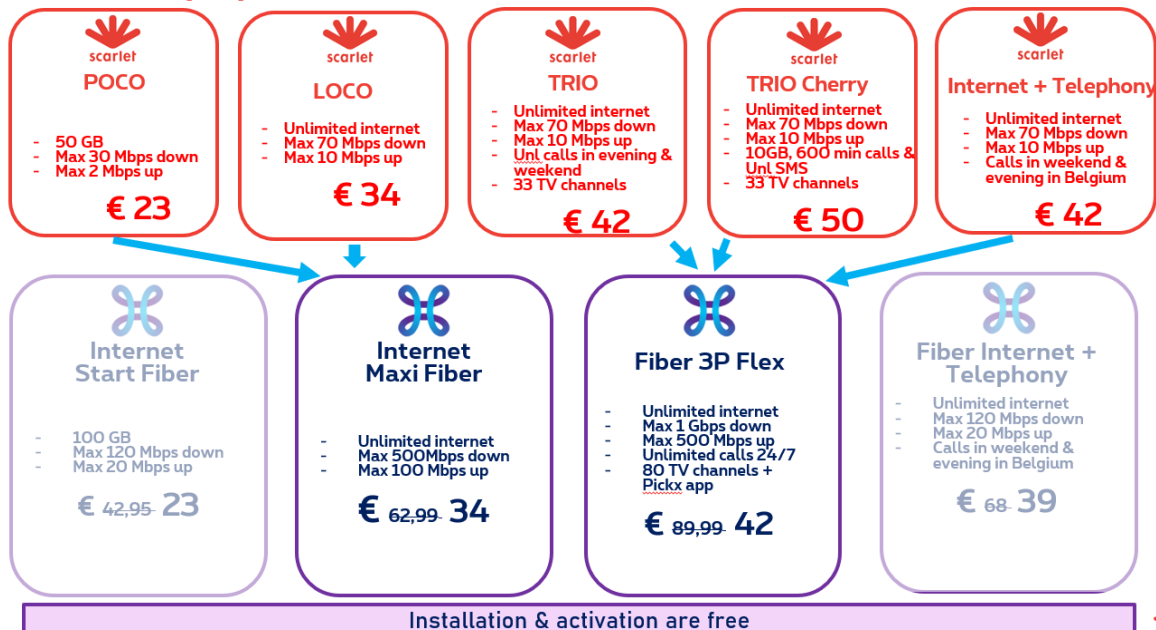 scarlet
POCO
- 50 GB
- Max 30 Mbps down
- Max 2 Mbps up
€ 23
scarlet
LOCO
- Unlimited internet
- Max 70 Mbps down
- Max 10 Mbps up
€ 34
scarlet
TRIO
- Unlimited internet
- Max 70 Mbps down
- Max 10 Mbps up
- Unl calls in evening &
weekend
- 33 TV channels
€ 42
scarlet
TRIO Cherry
- Unlimited internet
- Max 70 Mbps down
- Max 10 Mbps up
- 10GB, 600 min calls &
Unl SMS
- 33 TV channels
€ 50
scarlet
Internet + Telephony
- Unlimited internet
- Max 70 Mbps down
- Max 10 Mbps up
- Calls in weekend &
evening in Belgium
€ 42
Internet
Start Fiber
- 100 GB
- Max 120 Mbps down
- Max 20 Mbps up
€ 42,95 23
Internet
Maxi Fiber
- Unlimited internet
- Max 500Mbps down
- Max 100 Mbps up
€ 62,99 34
Fiber 3P Flex
- Unlimited internet
- Max 1 Gbps down
- Max 500 Mbps up
- Unlimited calls 24/7
- 80 TV channels +
Pickx app
€ 89,99 42
Fiber Internet +
Telephony
- Unlimited internet
- Max 120 Mbps down
- Max 20 Mbps up
- Calls in weekend &
evening in Belgium
€ 68 39
Installation & activation are free